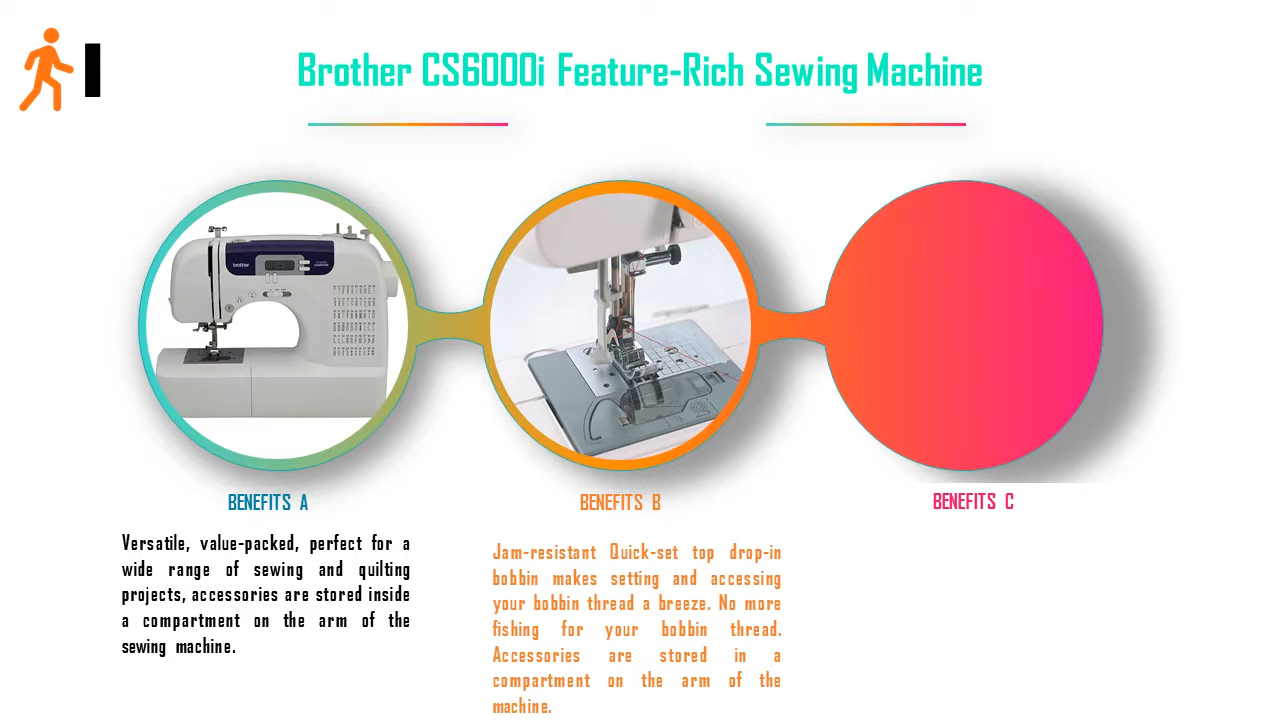 Brother CS6000i Feature-Rich Sewing Machine
brother
BENEFITS A
BENEFITS B
BENEFITS C
Versatile, value-packed, perfect for a
wide range of sewing and quilting
projects, accessories are stored inside
a compartment on the arm of the
sewing machine.
Jam-resistant Quick-set top drop-in
bobbin makes setting and accessing
your bobbin thread a breeze. No more
fishing for your bobbin thread.
Accessories are stored in a
compartment on the arm of the
machine.